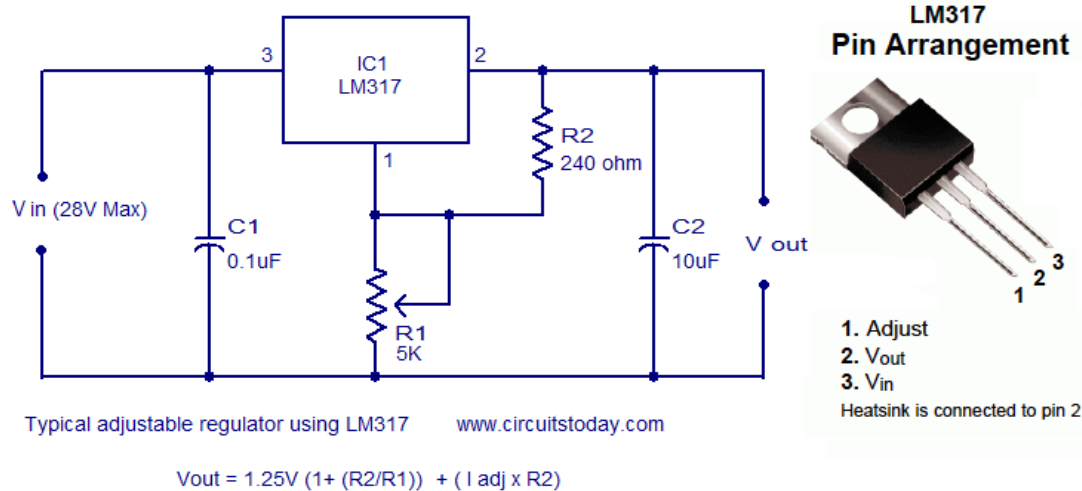 3
IC1
LM317
2
1
R2
240 ohm
V in (28V Max)
C1
0.1uF
R1
5K
C2
10uF
V out
Typical adjustable regulator using LM317
www.circuitstoday.com
Vout = 1.25V (1+ (R2/R1)) + ( I adj x R2)
LM317
Pin Arrangement
1
2
3
1. Adjust
2. Vout
3. Vin
Heatsink is connected to pin 2